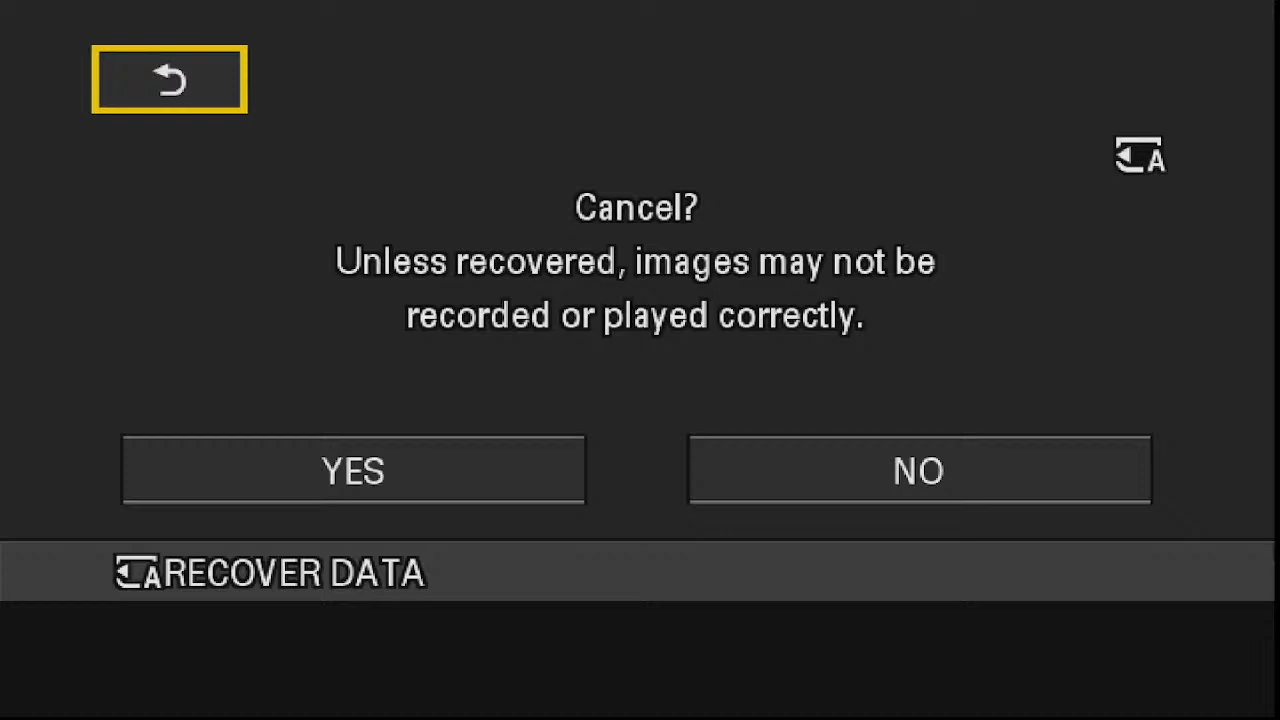 A
Cancel?
Unless recovered, images may not be
recorded or played correctly.
YES
NO
A RECOVER DATA